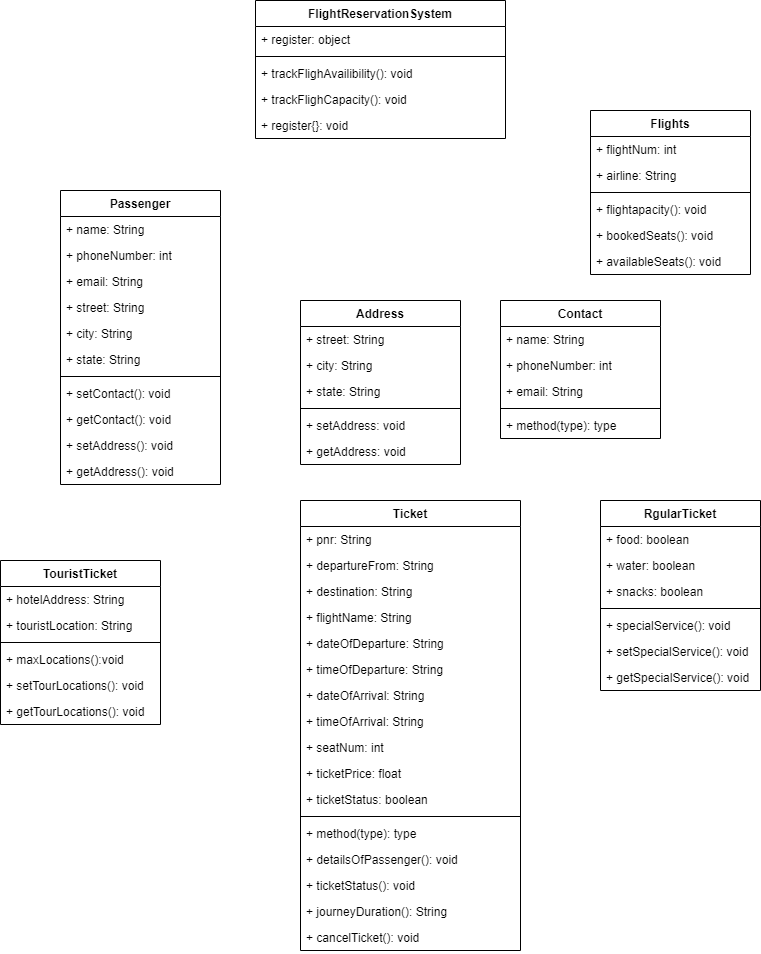 FlightReservationSystem
+ register: object
+ trackFlighAvailibility(): void
+ trackFlighCapacity(): void
+ register{}: void
Flights
+ flightNum: int
+ airline: String
+ flightapacity(): void
+ bookedSeats(): void
+ availableSeats(): void
Passenger
+ name: String
+ phoneNumber: int
+ email: String
+ street: String
+ city: String
+ state: String
+ setContact(): void
+ getContact(): void
+ setAddress(): void
+ getAddress(): void
Address
+ street: String
+ city: String
+ state: String
+ setAddress: void
+ getAddress: void
Contact
+ name: String
+ phoneNumber: int
+ email: String
+ method(type): type
Ticket
+ pnr: String
+ departureFrom: String
+ destination: String
+ flightName: String
+ dateOfDeparture: String
+ timeOfDeparture: String
+ dateOfArrival: String
+ timeOfArrival: String
+ seatNum: int
+ ticketPrice: float
+ ticketStatus: boolean
+ method(type): type
+ detailsOfPassenger(): void
+ ticketStatus(): void
+ journeyDuration(): String
+ cancelTicket(): void
RgularTicket
+ food: boolean
+ water: boolean
+ snacks: boolean
+ specialService(): void
+ setSpecialService(): void
+ getSpecialService(): void
TouristTicket
+ hotelAddress: String
+ touristLocation: String
+ maxLocations():void
+ setTourLocations(): void
+ getTourLocations(): void